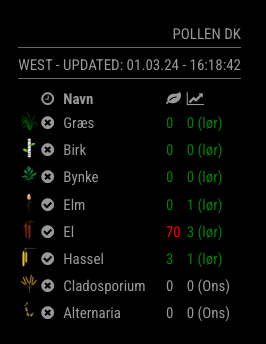 POLLEN DK
WEST - UPDATED: 01.03.24 - 16:18:42
Navn
Græs 0 0 (lør)
Birk 0 0 (lør)
Bynke 0 0 (lør)
Elm 0 1 (lør)
El 70 3 (lør)
Hassel 3 1 (lør)
Cladosporium 0 0 (Ons)
Alternaria 0 0 (Ons)